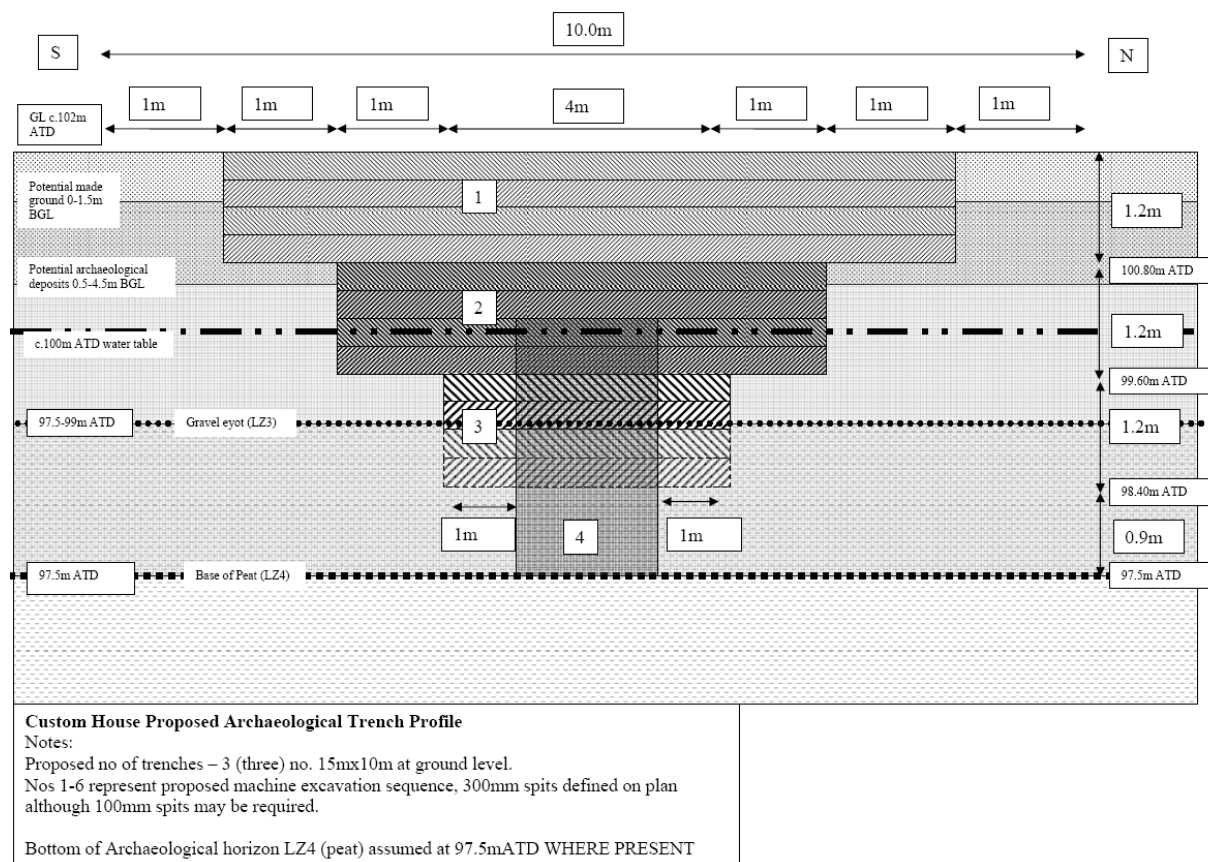 10.0m
S
N
1m
1m
1m
4m
1m
1m
1m
GL c.102m
ATD
Potential made
ground 0-1.5m
BGL
1
1.2m
Potential archaeological
deposits 0.5-4.5m BGL
100.80m ATD
2
c.100m ATD water table
1.2m
99.60m ATD
97.5-99m ATD
Gravel eyot (LZ3)
3
1.2m
98.40m ATD
1m
4
1m
0.9m
97.5m ATD
Base of Peat (LZ4)
97.5m ATD
Custom House Proposed Archaeological Trench Profile
Notes:
Proposed no of trenches – 3 (three) no. 15mx10m at ground level.
Nos 1-6 represent proposed machine excavation sequence, 300mm spits defined on plan
although 100mm spits may be required.
Bottom of Archaeological horizon LZ4 (peat) assumed at 97.5mATD WHERE PRESENT